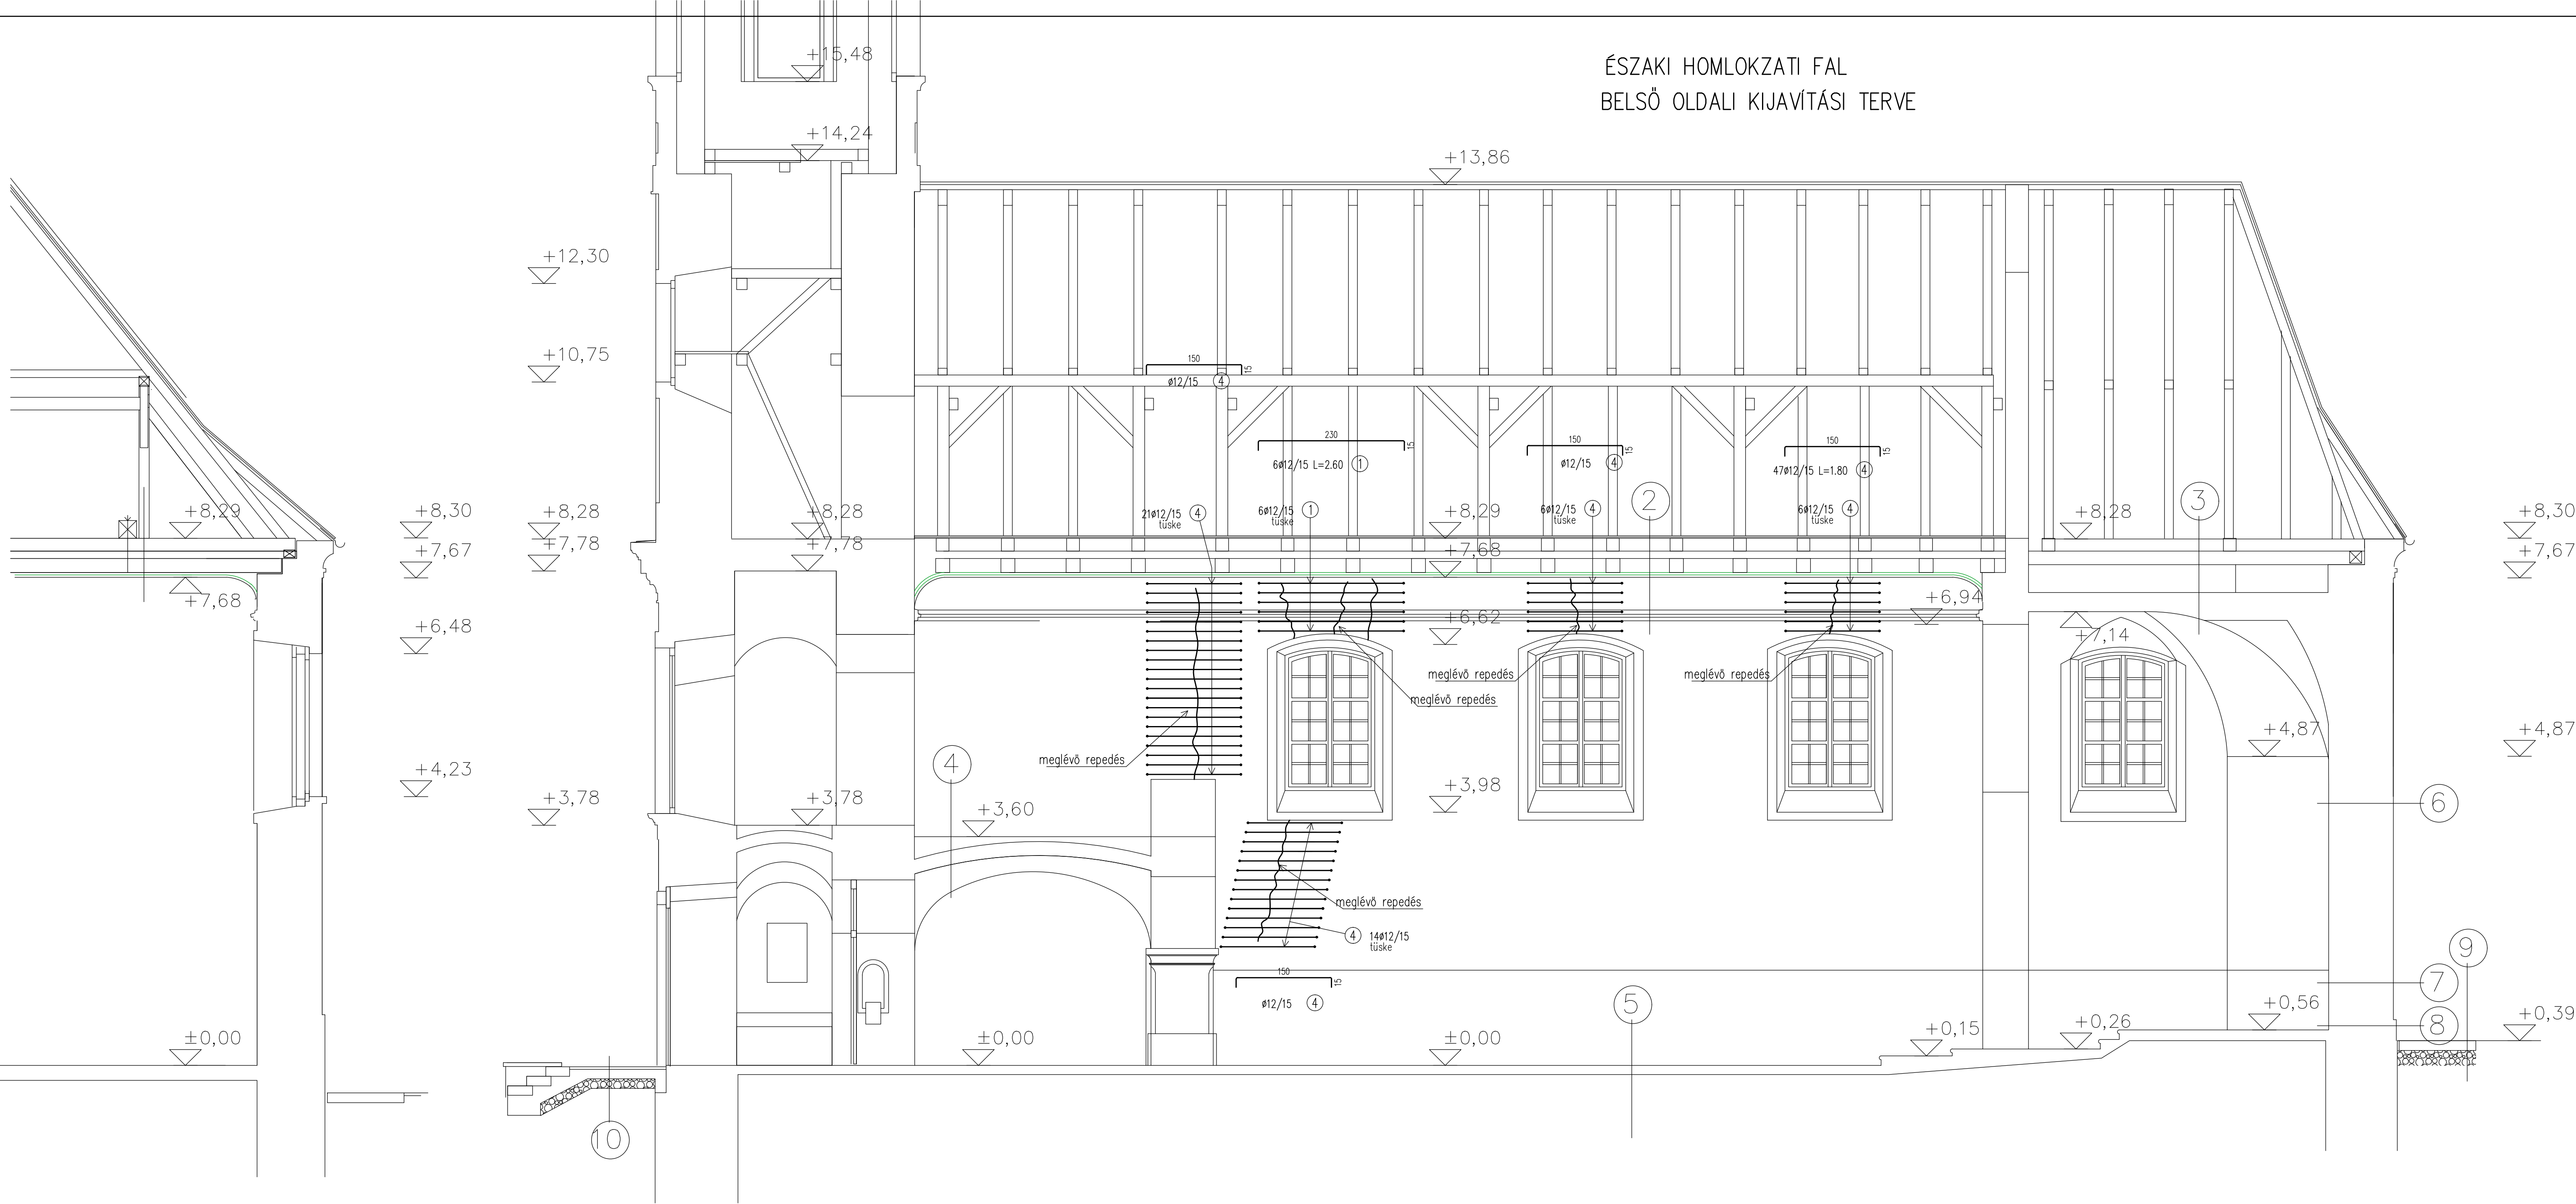 +15,48
ÉSZAKI HOMLOKZATI FAL
BELSŐ OLDALI KIJAVÍTÁSI TERVE
+14,24
+13,86
+12,30
+10,75
150
15
ø12/15 4
230
15
6ø12/15 L=2.60 1
150
15
ø12/15 4
150
15
47ø12/15 L=1.80 4
+8,29
+8,30
+8,28
+8,28
21ø12/15 4
tüske
6ø12/15 1
tüske
+8,29
6ø12/15 4
tüske
2
6ø12/15 4
tüske
+8,28
3
+8,30
+7,67
+7,78
+7,78
+7,68
+7,67
+7,68
+6,94
+6,48
+6,62
+7,14
meglévő repedés
meglévő repedés
meglévő repedés
meglévő repedés
+4,87
+4,87
+4,23
4
+3,98
+3,78
+3,78
+3,60
6
meglévő repedés
4 14ø12/15
tüske
9
150
15
ø12/15 4
7
5
+0,56
+0,39
8
±0,00
±0,00
±0,00
+0,15
+0,26
10